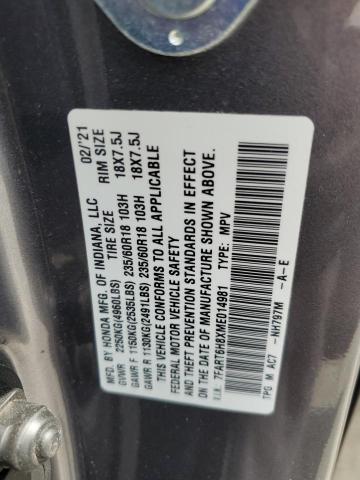 MFD. BY HONDA MFG. OF INDIANA, LLC 02/'21
TIRE SIZE RIM SIZE
GVWR 2250KG(4960LBS)
GAWR F 1150KG(2535LBS) 235/60R18 103H 18X7.5J
GAWR R 1130KG(2491LBS) 235/60R18 103H 18X7.5J
THIS VEHICLE CONFORMS TO ALL APPLICABLE
FEDERAL MOTOR VEHICLE SAFETY
AND THEFT PREVENTION STANDARDS IN EFFECT
ON THE DATE OF MANUFACTURE SHOWN ABOVE.
V.I.N.: 7FART6H8XME014981 TYPE: MPV
TPG M AC7 -NH797M -A-E